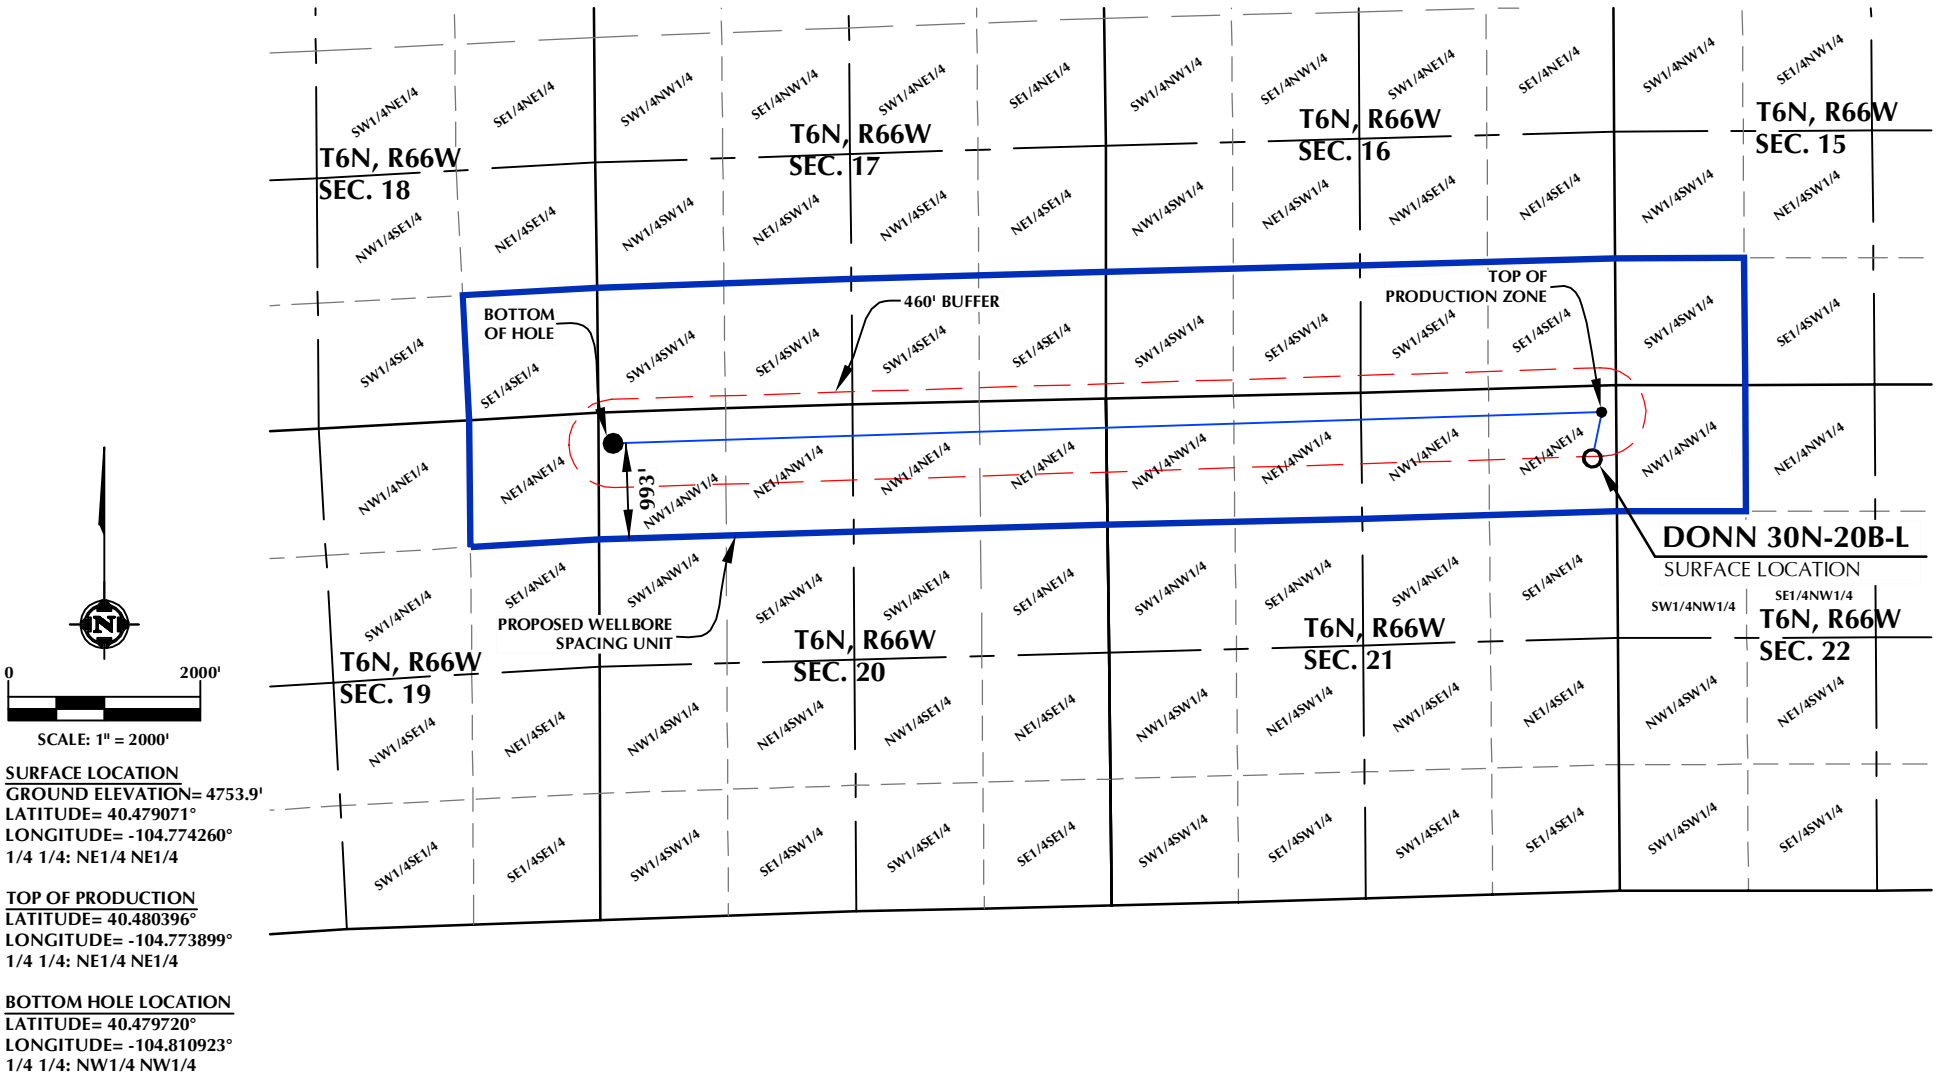 SW1/4NE1/4
SE1/4NE1/4
SW1/4NW1/4
SE1/4NW1/4
SW1/4NE1/4
SE1/4NE1/4
SW1/4NW1/4
SE1/4NW1/4
SW1/4NE1/4
SE1/4NE1/4
SW1/4NW1/4
SE1/4NW1/4
T6N, R66W
SEC. 18
T6N, R66W
SEC. 17
T6N, R66W
SEC. 16
T6N, R66W
SEC. 15
NW1/4SE1/4
NE1/4SE1/4
NW1/4SW1/4
NE1/4SW1/4
NW1/4SE1/4
NE1/4SE1/4
NW1/4SW1/4
NE1/4SW1/4
NW1/4SE1/4
NE1/4SE1/4
NW1/4SW1/4
NE1/4SW1/4
BOTTOM
OF HOLE
460' BUFFER
TOP OF
PRODUCTION ZONE
SW1/4SE1/4
SE1/4SE1/4
SW1/4SW1/4
SE1/4SW1/4
SW1/4SE1/4
SE1/4SE1/4
SW1/4SW1/4
SE1/4SW1/4
SW1/4SE1/4
SE1/4SE1/4
SW1/4SW1/4
SE1/4SW1/4
NW1/4NE1/4
NE1/4NE1/4
993'
NW1/4NW1/4
NE1/4NW1/4
NW1/4NE1/4
NE1/4NE1/4
NW1/4NW1/4
NE1/4NW1/4
NW1/4NE1/4
NE1/4NE1/4
NW1/4NW1/4
NE1/4NW1/4
DONN 30N-20B-L
SURFACE LOCATION
SW1/4NE1/4
SE1/4NE1/4
SW1/4NW1/4
SE1/4NW1/4
SW1/4NE1/4
SE1/4NE1/4
SW1/4NW1/4
SE1/4NW1/4
SW1/4NE1/4
SE1/4NE1/4
SW1/4NW1/4
SE1/4NW1/4
PROPOSED WELLBORE
SPACING UNIT
T6N, R66W
SEC. 19
T6N, R66W
SEC. 20
T6N, R66W
SEC. 21
T6N, R66W
SEC. 22
NW1/4SE1/4
NE1/4SE1/4
NW1/4SW1/4
NE1/4SW1/4
NW1/4SE1/4
NE1/4SE1/4
NW1/4SW1/4
NE1/4SW1/4
NW1/4SE1/4
NE1/4SE1/4
NW1/4SW1/4
NE1/4SW1/4
SW1/4SE1/4
SE1/4SE1/4
SW1/4SW1/4
SE1/4SW1/4
SW1/4SE1/4
SE1/4SE1/4
SW1/4SW1/4
SE1/4SW1/4
SW1/4SE1/4
SE1/4SE1/4
SW1/4SW1/4
SE1/4SW1/4
N
0 2000'
SCALE: 1" = 2000'
SURFACE LOCATION
GROUND ELEVATION= 4753.9'
LATITUDE= 40.479071°
LONGITUDE= -104.774260°
1/4 1/4: NE1/4 NE1/4
TOP OF PRODUCTION
LATITUDE= 40.480396°
LONGITUDE= -104.773899°
1/4 1/4: NE1/4 NE1/4
BOTTOM HOLE LOCATION
LATITUDE= 40.479720°
LONGITUDE= -104.810923°
1/4 1/4: NW1/4 NW1/4